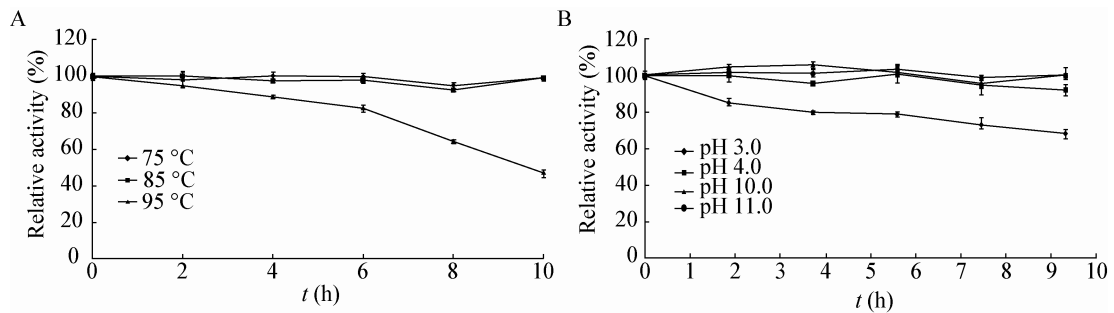 A
Relative activity (%)
120
100
80
60
40
20
0
75 °C
85 °C
95 °C
0 2 4 6 8 10
t (h)
B
Relative activity (%)
120
100
80
60
40
20
0
pH 3.0
pH 4.0
pH 10.0
pH 11.0
0 1 2 3 4 5 6 7 8 9 10
t (h)